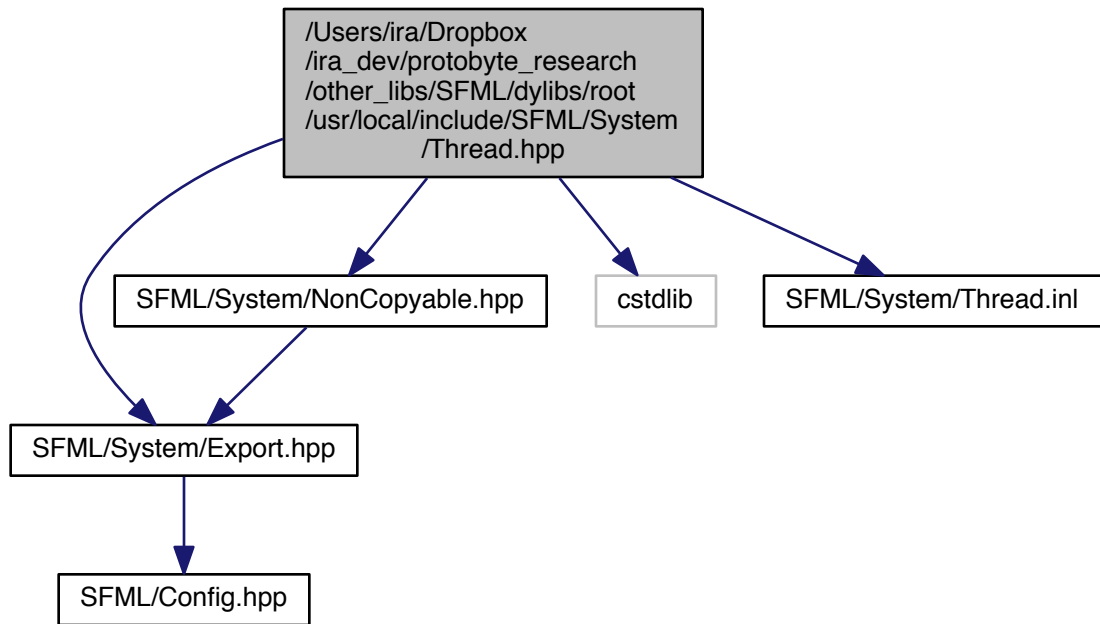 /Users/ira/Dropbox
/ira_dev/protobyte_research
/other_libs/SFML/dylibs/root
/usr/local/include/SFML/System
/Thread.hpp
SFML/System/NonCopyable.hpp
cstdlib
SFML/System/Thread.inl
SFML/System/Export.hpp
SFML/Config.hpp